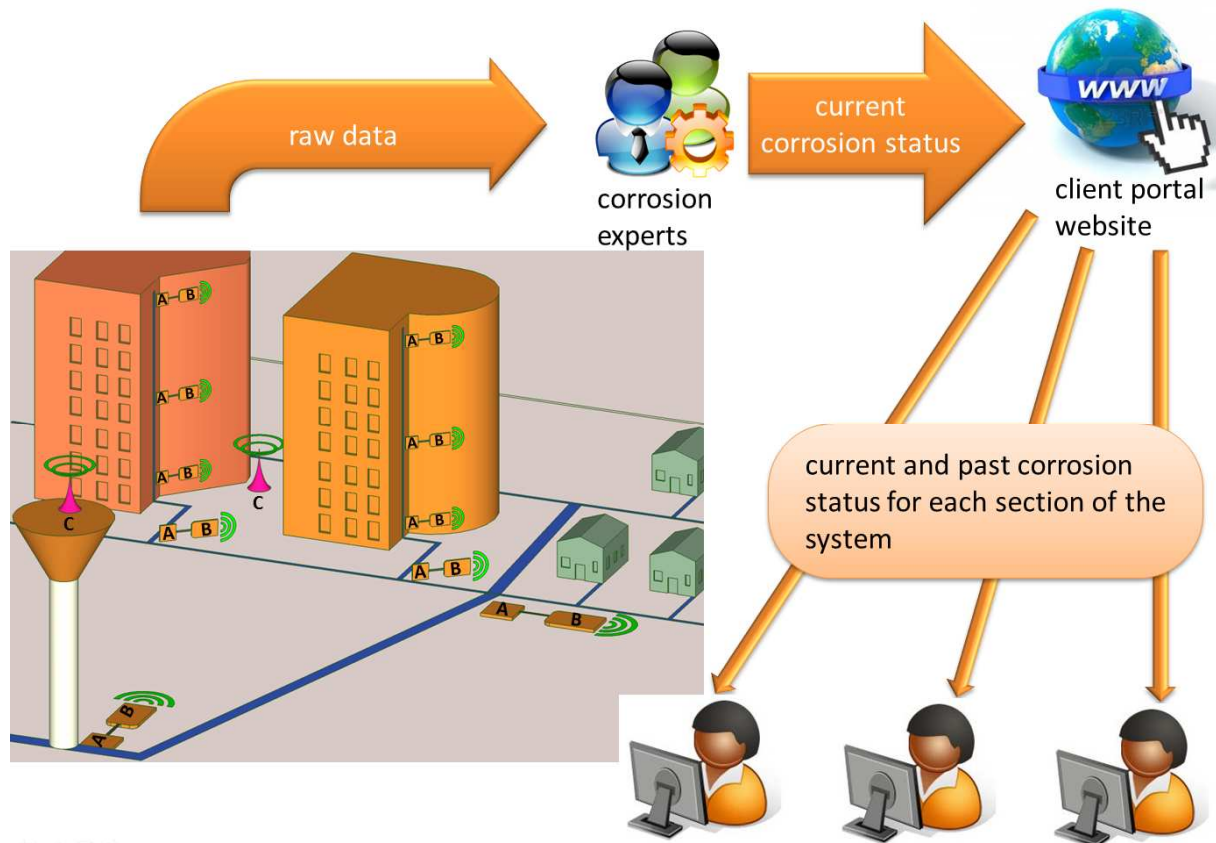 raw data
current
corrosion status
www
corrosion
experts
client portal
website
A B
A B
A B
A B
A B
C
C
A B
A B
A B
A B
A B
current and past corrosion
status for each section of the
system